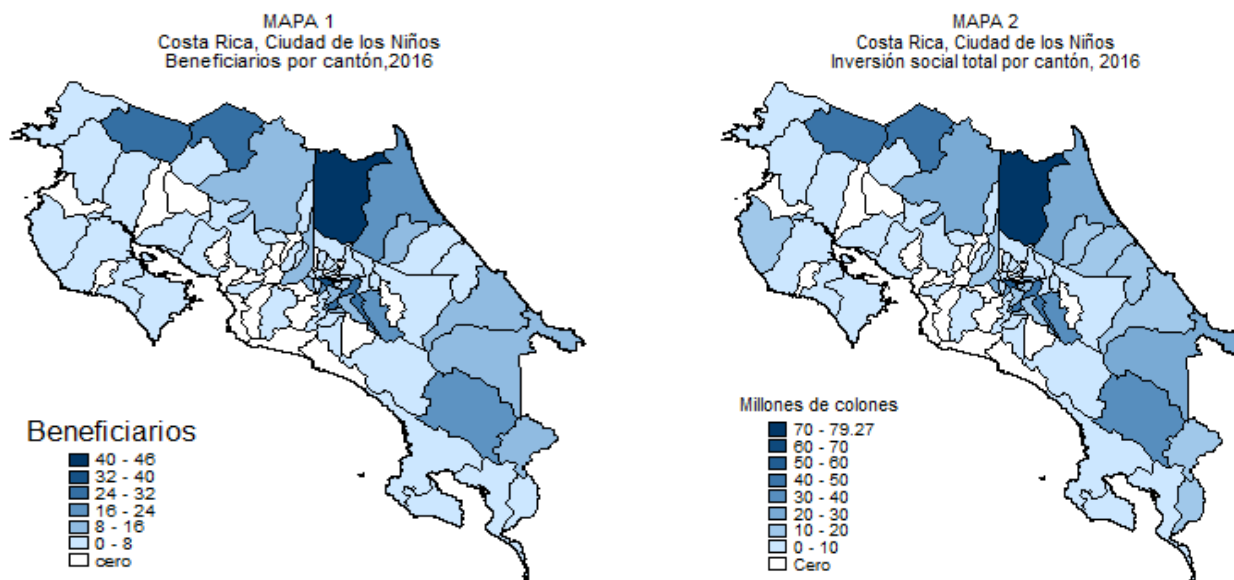 MAPA 1
Costa Rica, Ciudad de los Niños
Beneficiarios por cantón,2016
Beneficiarios
40 - 46
32 - 40
24 - 32
16 - 24
8 - 16
0 - 8
cero
MAPA 2
Costa Rica, Ciudad de los Niños
Inversión social total por cantón, 2016
Millones de colones
70 - 79.27
60 - 70
50 - 60
40 - 50
30 - 40
20 - 30
10 - 20
0 - 10
Cero